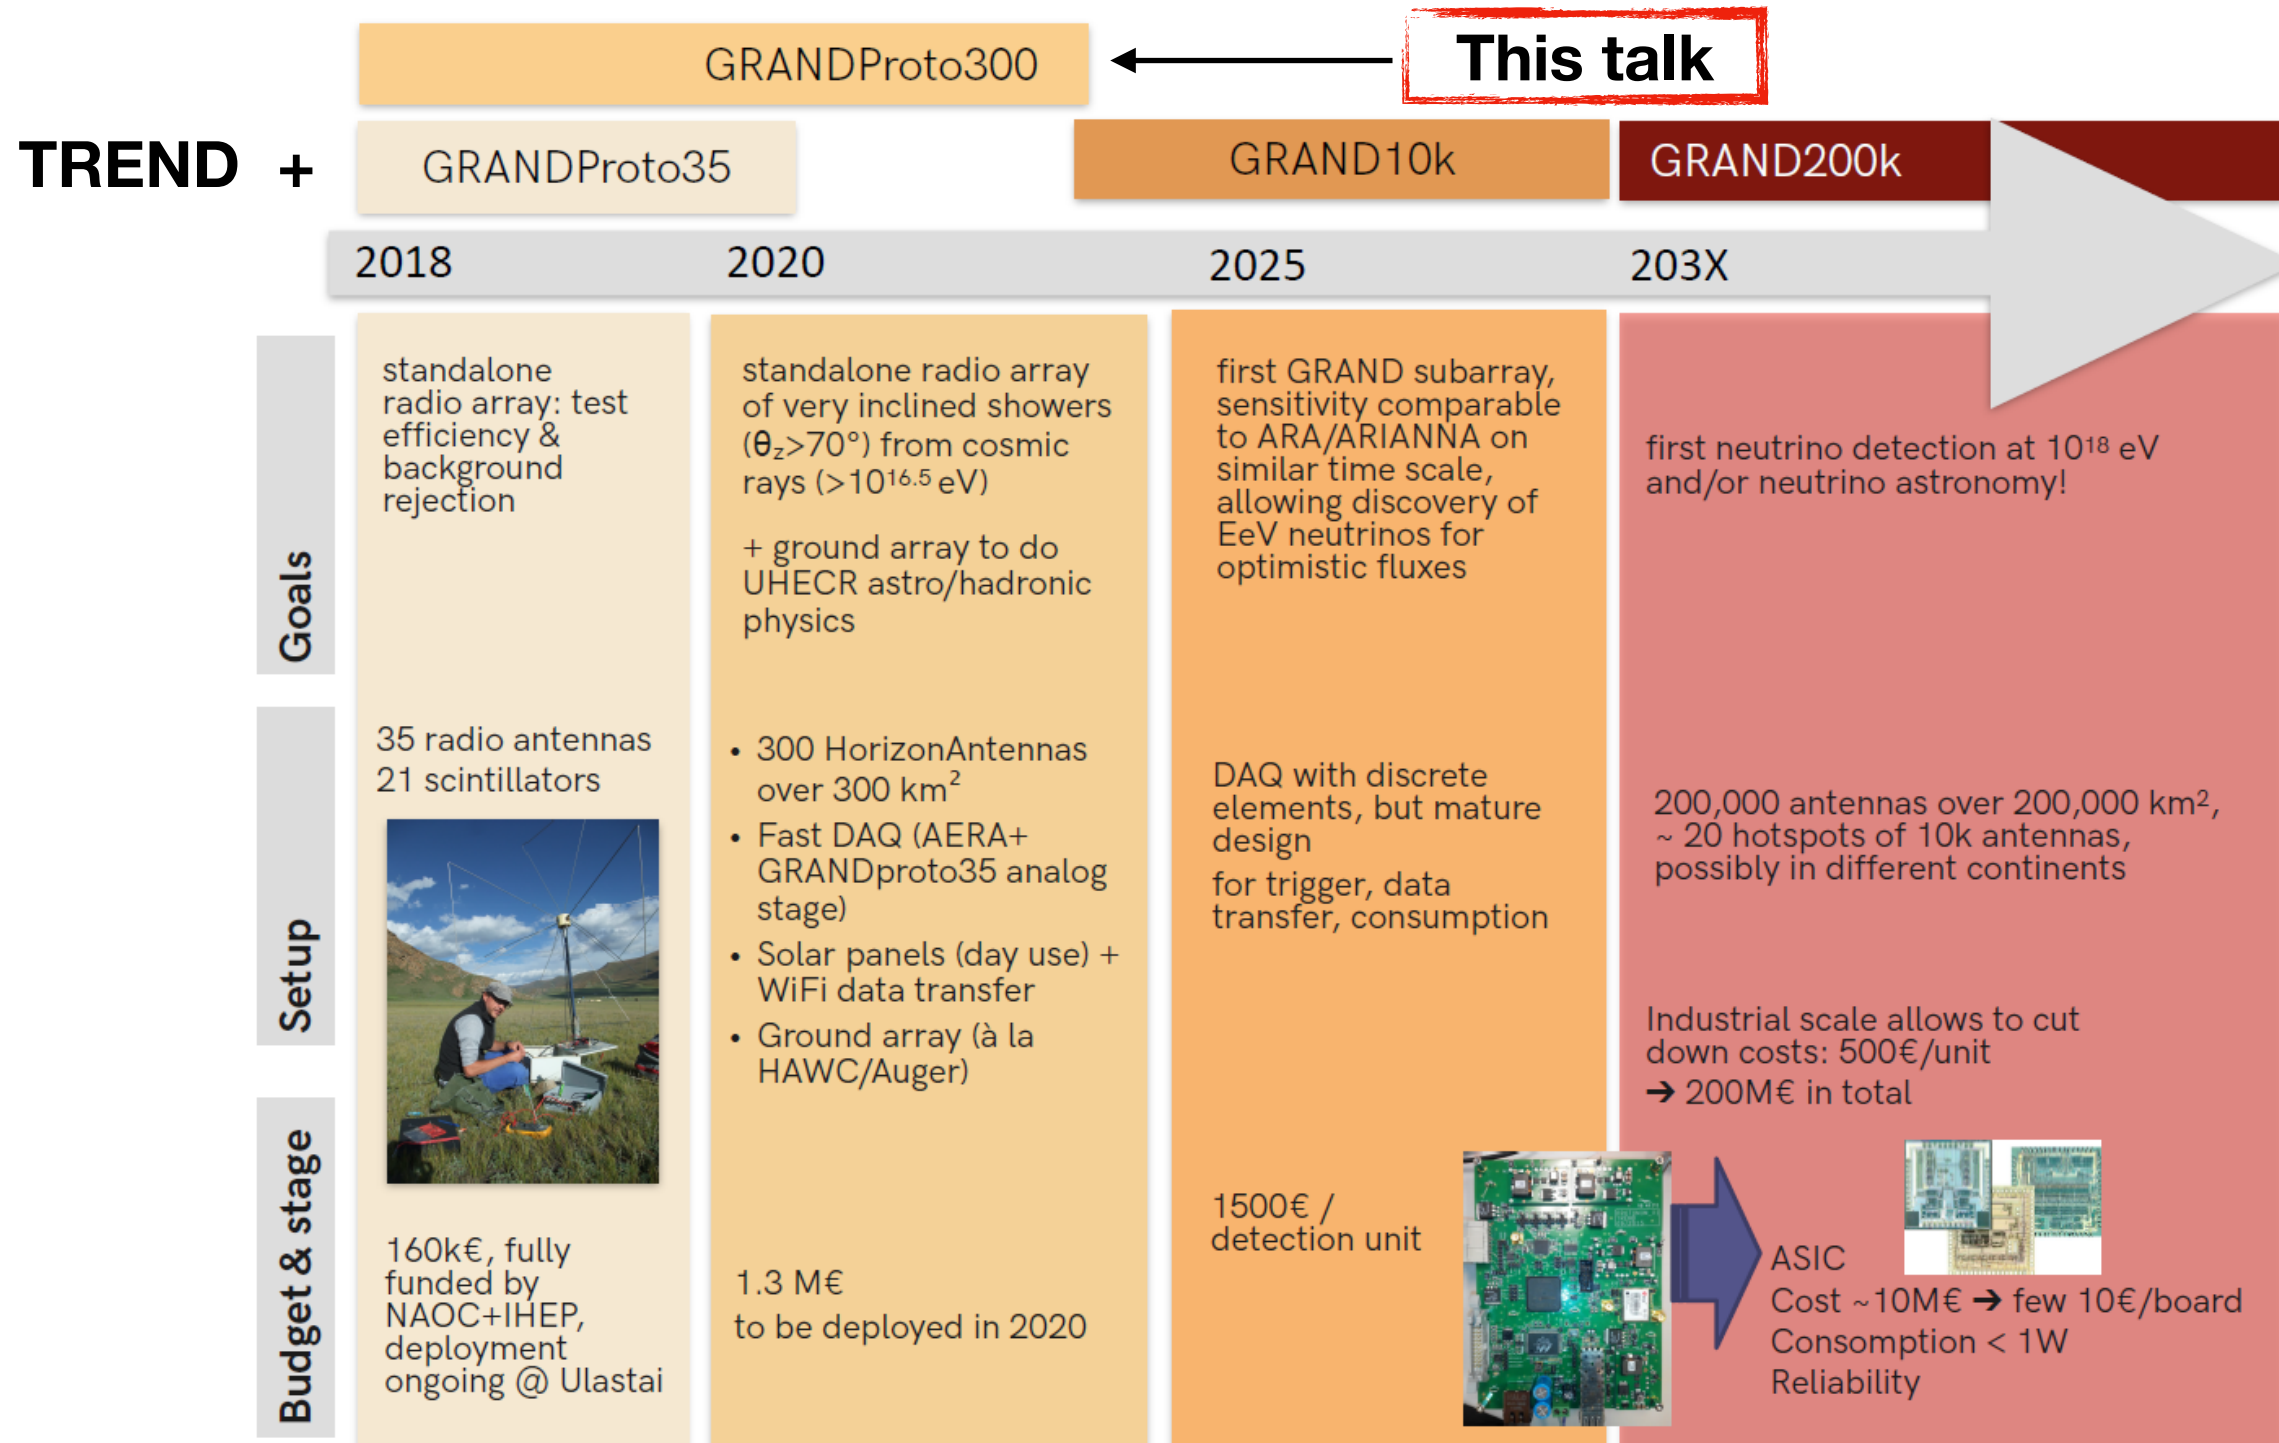 GRANDProto300
This talk
TREND +
GRANDProto35
GRAND10k
GRAND200k
2018
2020
2025
203X
Goals
standalone
radio array: test
efficiency &
background
rejection
standalone radio array
of very inclined showers
(θz>70°) from cosmic
rays (>10^16.5 eV)
+ ground array to do
UHECR astro/hadronic
physics
first GRAND subarray,
sensitivity comparable
to ARA/ARIANNA on
similar time scale,
allowing discovery of
EeV neutrinos for
optimistic fluxes
first neutrino detection at 10^18 eV
and/or neutrino astronomy!
Setup
35 radio antennas
21 scintillators
• 300 HorizonAntennas
over 300 km²
• Fast DAQ (AERA+
GRANDproto35 analog
stage)
• Solar panels (day use) +
WiFi data transfer
• Ground array (à la
HAWC/Auger)
DAQ with discrete
elements, but mature
design
for trigger, data
transfer, consumption
200,000 antennas over 200,000 km²,
~ 20 hotspots of 10k antennas,
possibly in different continents
Industrial scale allows to cut
down costs: 500€/unit
➔ 200M€ in total
Budget & stage
160k€, fully
funded by
NAOC+IHEP,
deployment
ongoing @ Ulastai
1.3 M€
to be deployed in 2020
1500€ /
detection unit
ASIC
Cost ~10M€ ➔ few 10€/board
Consomption < 1W
Reliability